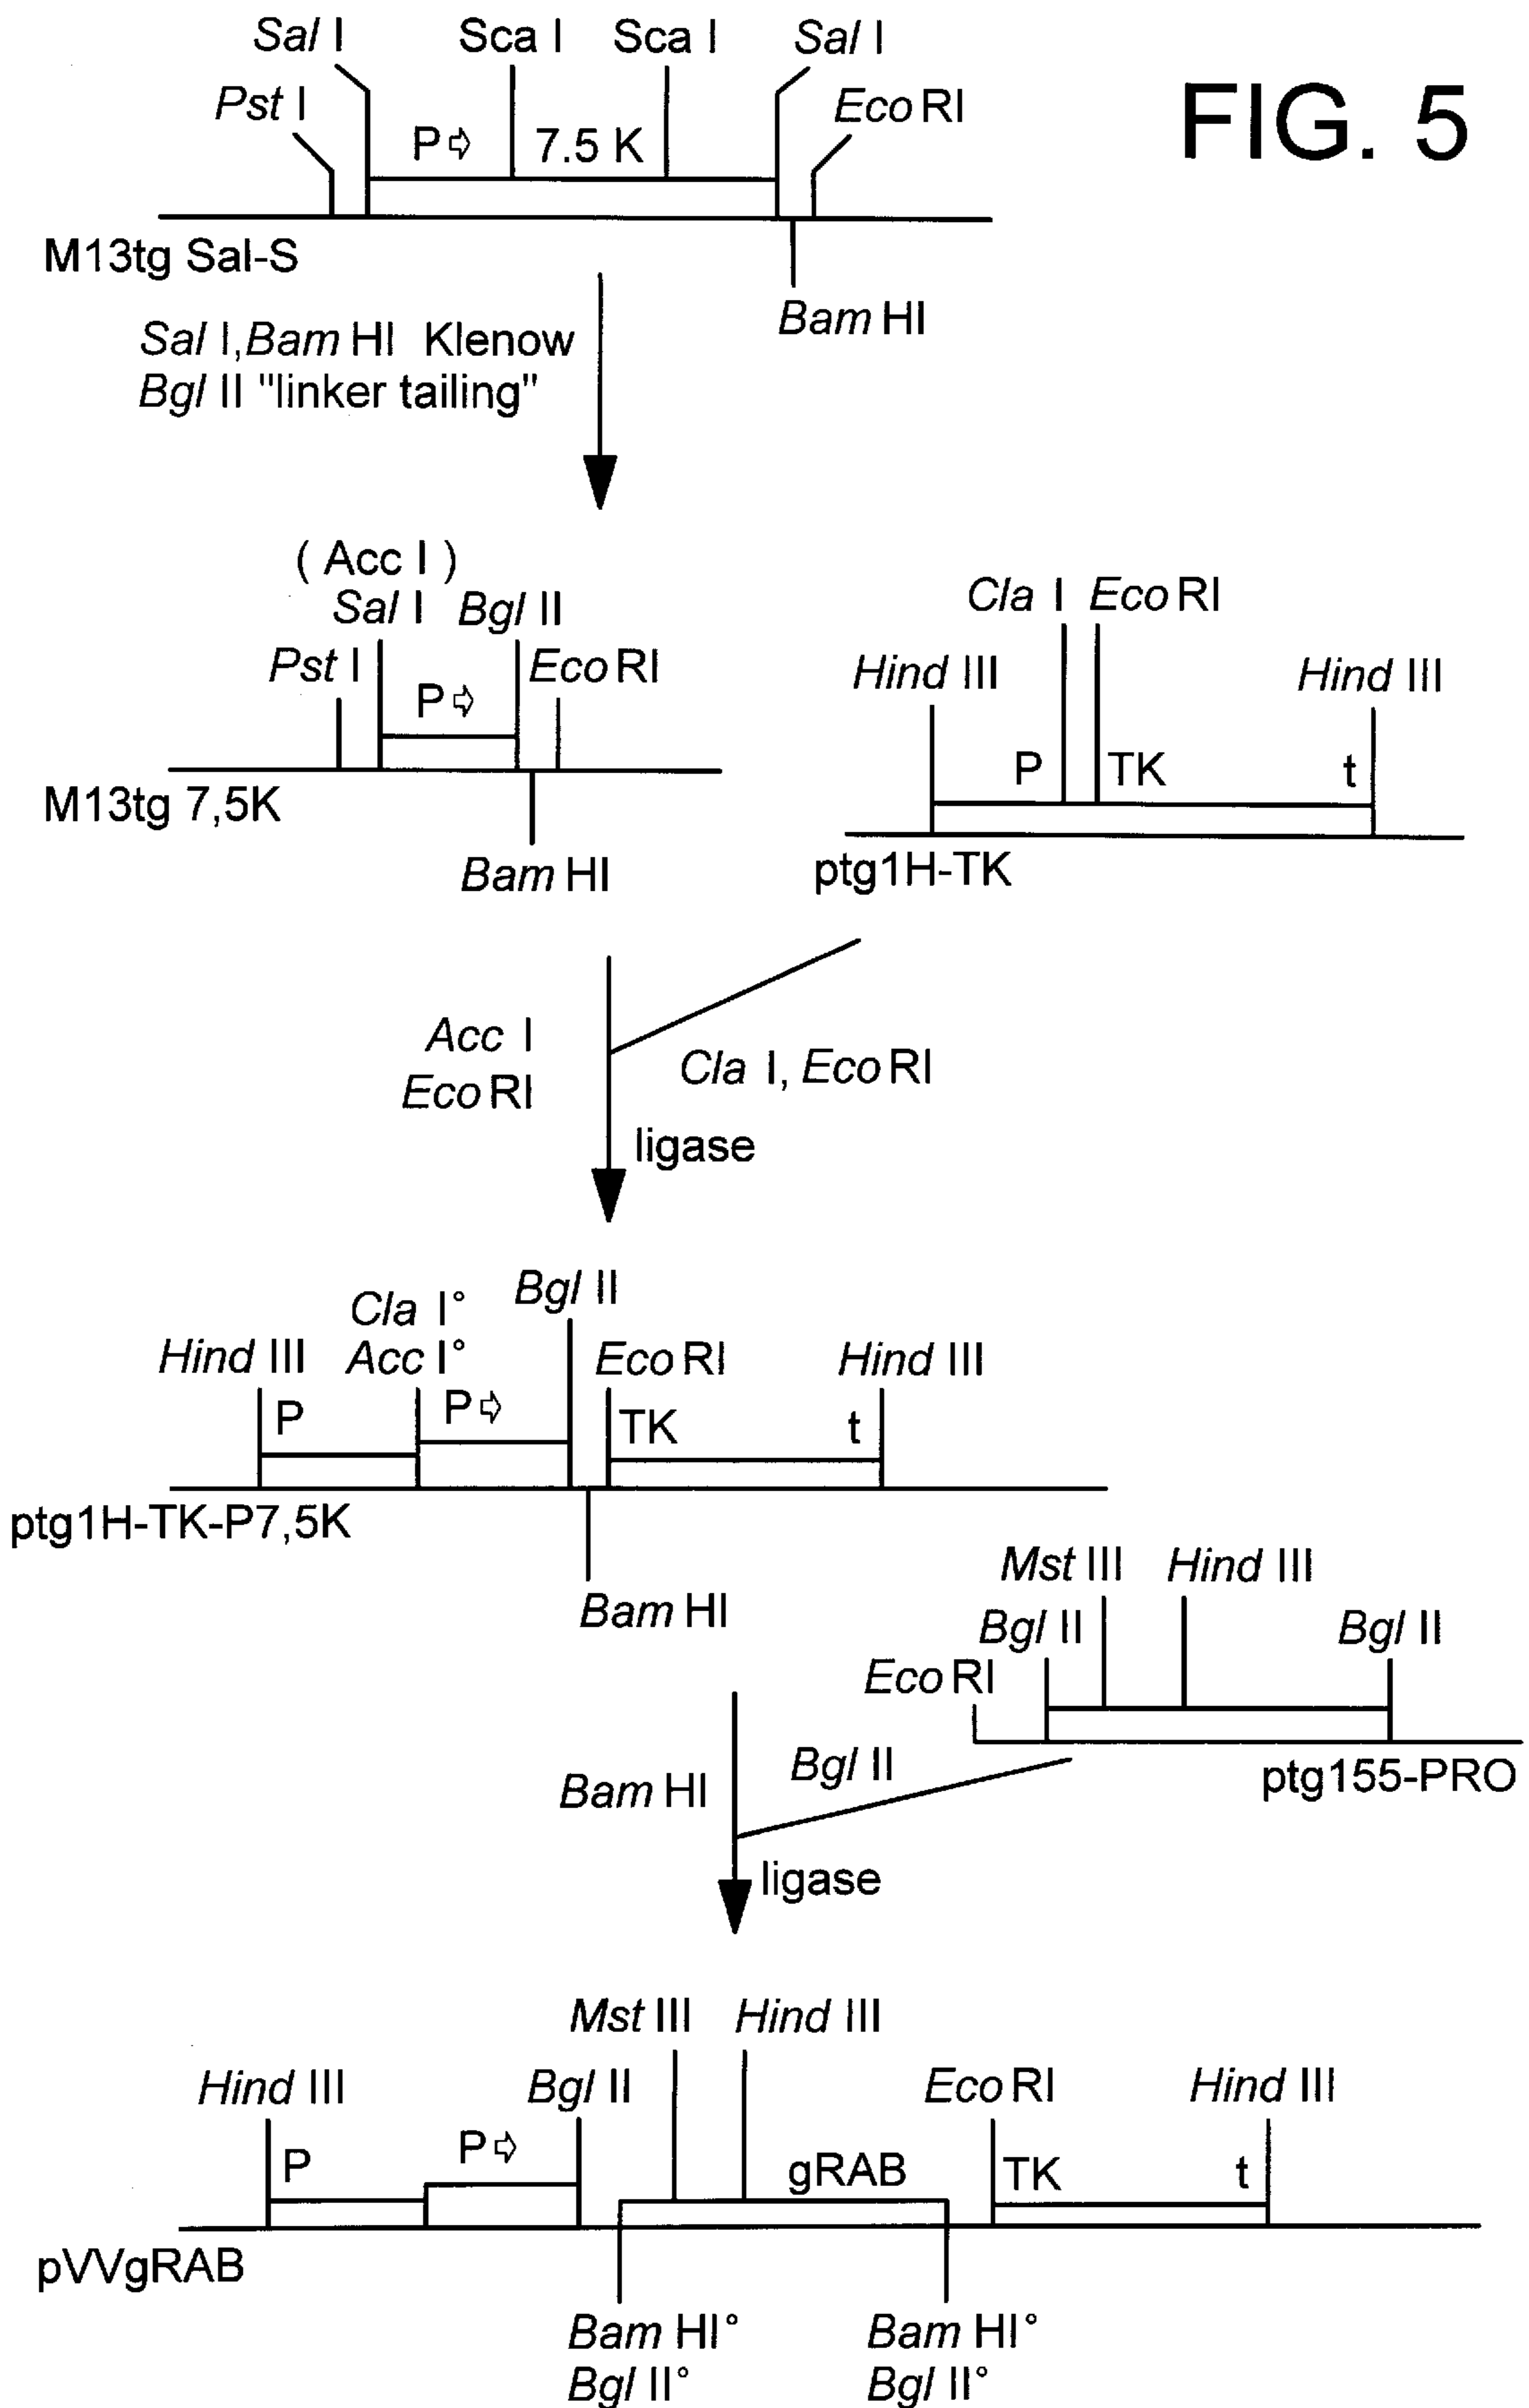 FIG. 5
Sal I Sca I Sca I Sal I
Pst I Eco RI
P⇨ 7.5 K
M13tg Sal-S
Bam HI
Sal I, Bam HI Klenow
Bgl II "linker tailing"
( Acc I )
Sal I Bgl II
Pst I Eco RI
P⇨
M13tg 7,5K
Bam HI
Cla I Eco RI
Hind III Hind III
P TK t
ptg1H-TK
Acc I
Eco RI
Cla I, Eco RI
ligase
Bgl II
Cla I°
Hind III Acc I° Eco RI Hind III
P P⇨ TK t
ptg1H-TK-P7,5K
Bam HI
Mst III Hind III
Bgl II Bgl II
Eco RI
ptg155-PRO
Bam HI
Bgl II
ligase
Mst III Hind III
Hind III Bgl II Eco RI Hind III
P P⇨ gRAB TK t
pVVgRAB
Bam HI° Bam HI°
Bgl II° Bgl II°